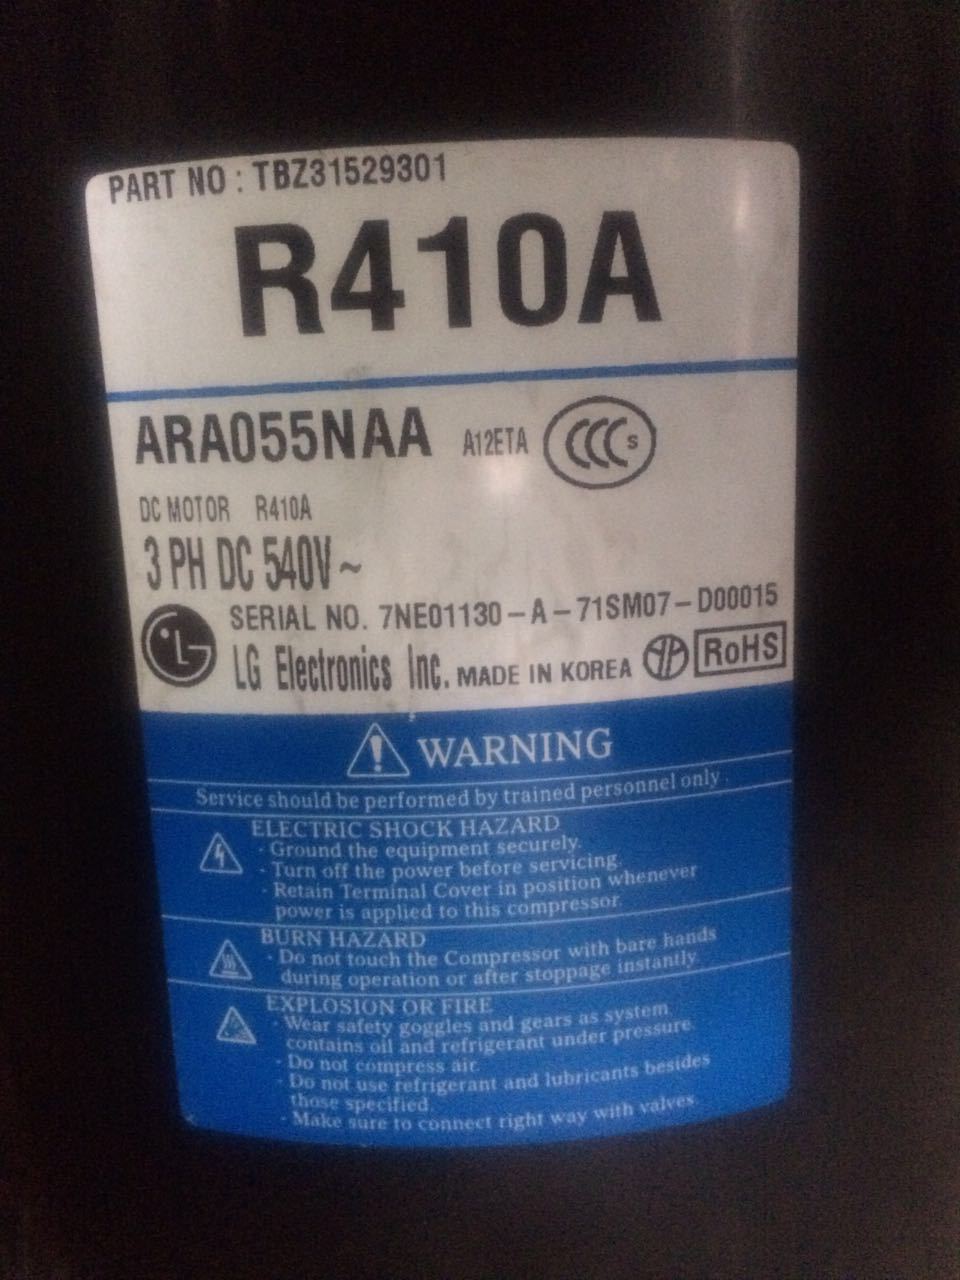 PART NO : TBZ31529301
R410A
ARA055NAA A12ETA CCC S
DC MOTOR R410A
3 PH DC 540V ~
SERIAL NO. 7NE01130-A-71SM07-D00015
LG LG Electronics Inc. MADE IN KOREA RoHS
WARNING
Service should be performed by trained personnel only.
ELECTRIC SHOCK HAZARD
· Ground the equipment securely.
· Turn off the power before servicing.
· Retain Terminal Cover in position whenever
power is applied to this compressor.
BURN HAZARD
· Do not touch the Compressor with bare hands
during operation or after stoppage instantly.
EXPLOSION OR FIRE
· Wear safety goggles and gears as system
contains oil and refrigerant under pressure.
· Do not compress air.
· Do not use refrigerant and lubricants besides
those specified.
· Make sure to connect right way with valves.